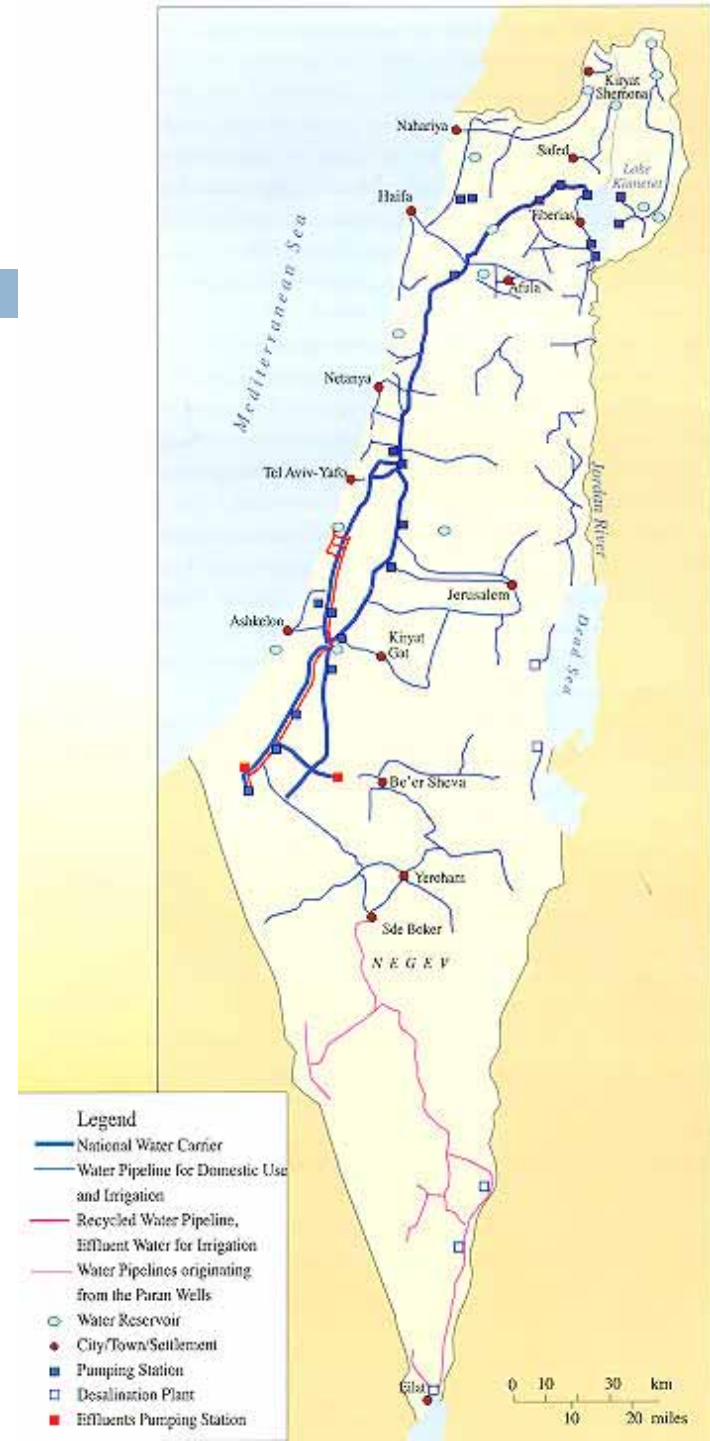 Kiryat
Shemona
Nahariya
Safed
Lake
Kinneret
Haifa
Tiberias
Afula
Mediterranean Sea
Netanya
Tel Aviv-Yafo
Jordan River
Jerusalem
Ashkelon
Kiryat
Gat
Dead Sea
Be'er Sheva
Yeroham
Sde Boker
NEGEV
Eilat
Legend
National Water Carrier
Water Pipeline for Domestic Use
and Irrigation
Recycled Water Pipeline,
Effluent Water for Irrigation
Water Pipelines originating
from the Paran Wells
Water Reservoir
City/Town/Settlement
Pumping Station
Desalination Plant
Effluents Pumping Station
0 10 30 km
10 20 miles